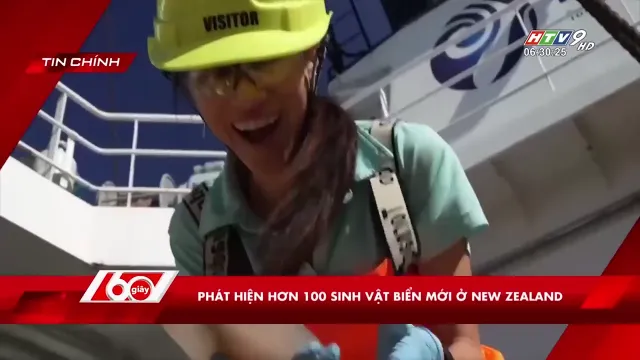 VISITOR
HTV9 HD
06:30:25
TIN CHÍNH
60 giây
PHÁT HIỆN HƠN 100 SINH VẬT BIỂN MỚI Ở NEW ZEALAND